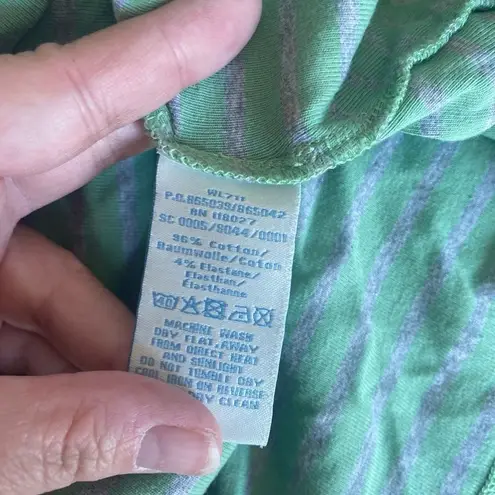 WL711
P.O.865039/865042
RN 118027
SC 0005/9044/0001
96% Cotton/
Baumwolle/Coton
4% Elastane/
Elasthan/
Elasthanne
40
MACHINE WASH
DRY FLAT,AWAY
FROM DIRECT HEAT
AND SUNLIGHT
DO NOT TUMBLE DRY
COOL IRON ON REVERSE
DRY CLEAN